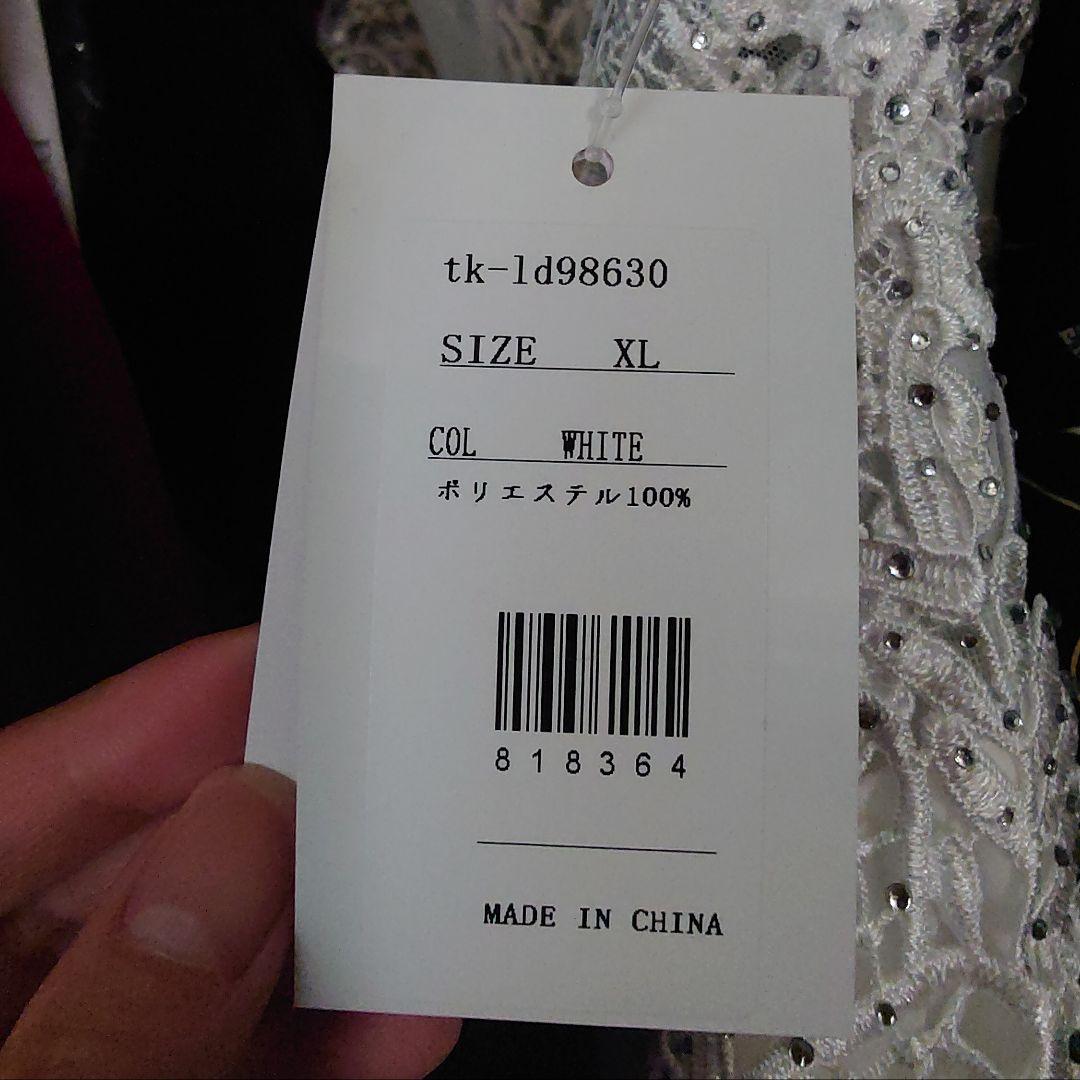 tk-ld98630
SIZE XL
COL WHITE
ポリエステル100%
818364
MADE IN CHINA